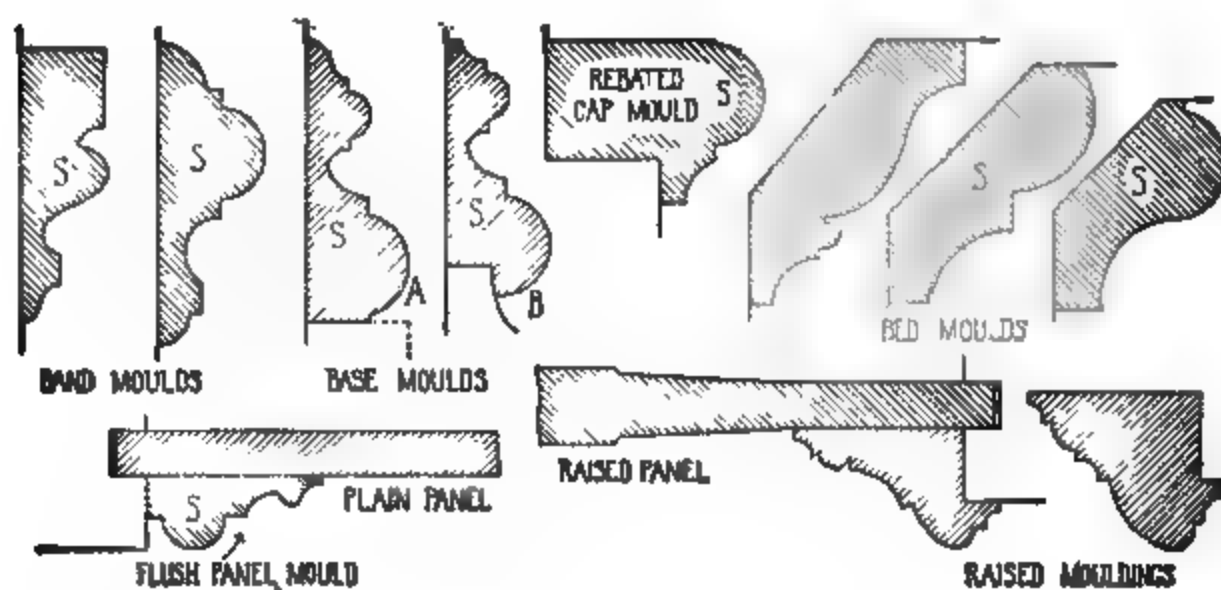 S
S
S
A
S
B
REBATED
CAP MOULD
S
S
S
BAND MOULDS
BASE MOULDS
BED MOULDS
S
PLAIN PANEL
FLUSH PANEL MOULD
RAISED PANEL
RAISED MOULDINGS